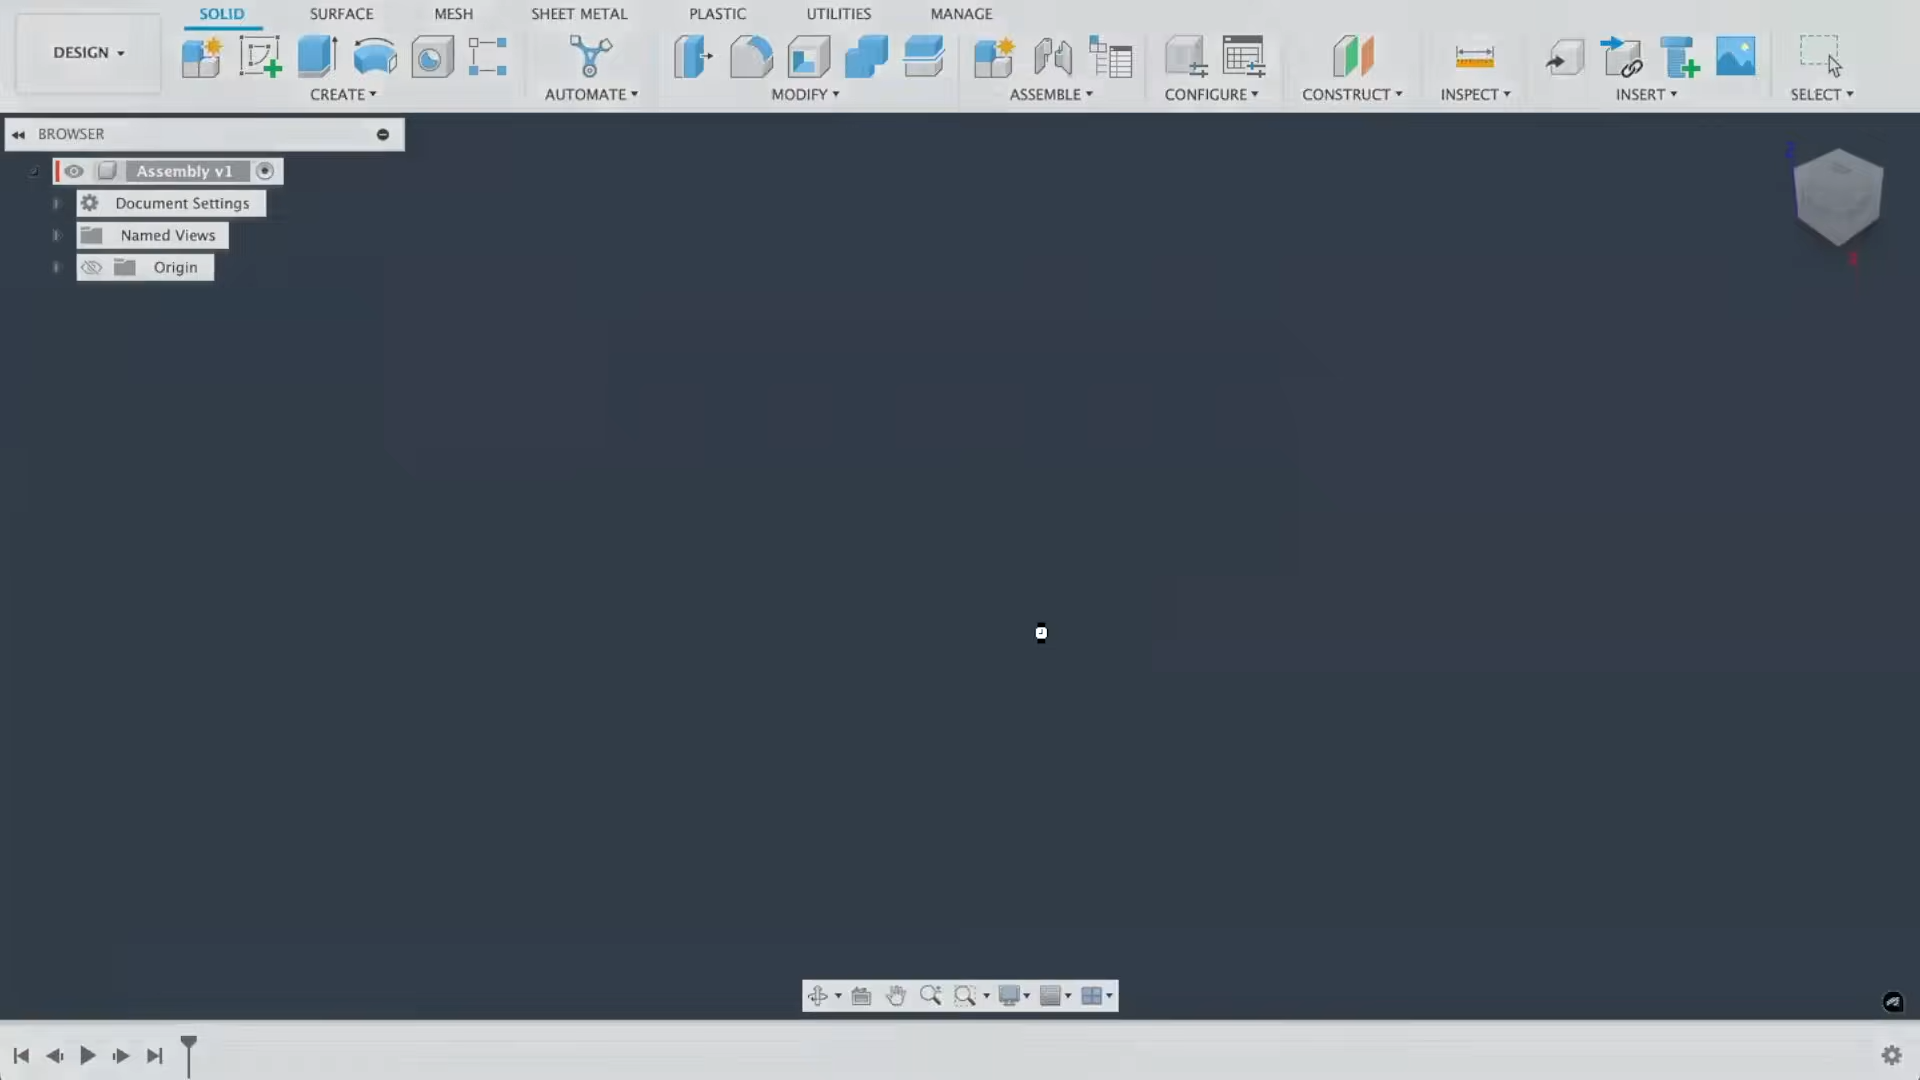 SOLID SURFACE MESH SHEET METAL PLASTIC UTILITIES MANAGE
DESIGN
CREATE AUTOMATE MODIFY ASSEMBLE CONFIGURE CONSTRUCT INSPECT INSERT SELECT
BROWSER
Assembly v1
Document Settings
Named Views
Origin